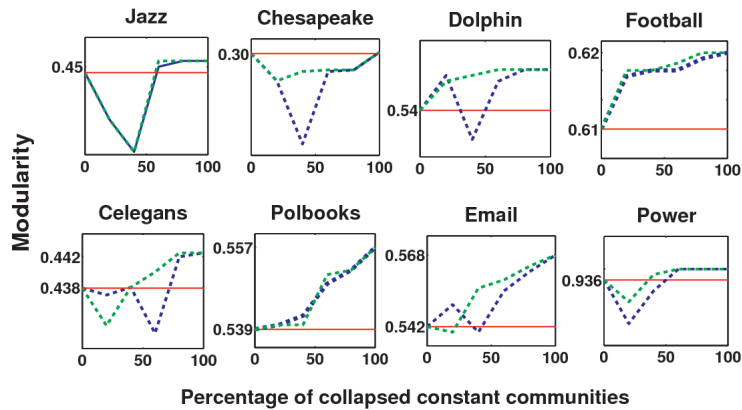 Jazz Chesapeake Dolphin Football
0.45 0.30 0.54 0.62 0.61
0 50 100 0 50 100 0 50 100 0 50 100
Modularity
Celegans Polbooks Email Power
0.442 0.438 0.557 0.539 0.568 0.542 0.936
0 50 100 0 50 100 0 50 100 0 50 100
Percentage of collapsed constant communities